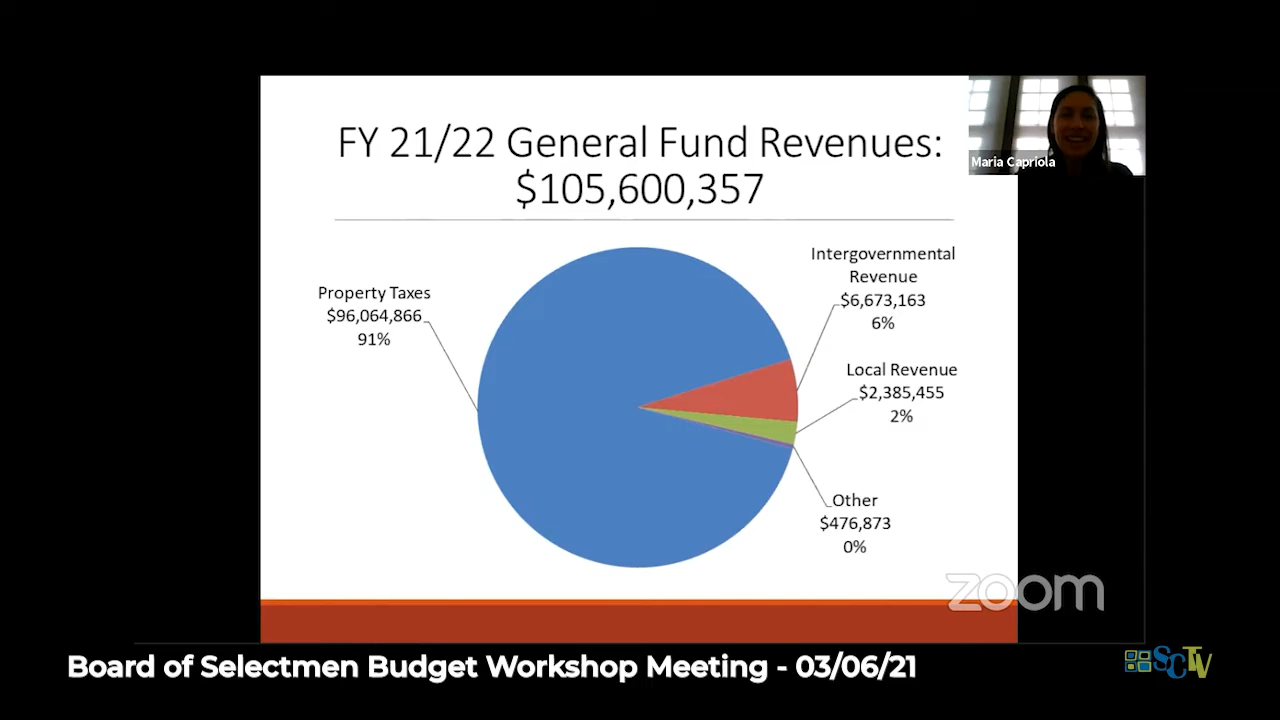 FY 21/22 General Fund Revenues:
$105,600,357
Maria Capriola
Property Taxes
$96,064,866
91%
Intergovernmental
Revenue
$6,673,163
6%
Local Revenue
$2,385,455
2%
Other
$476,873
0%
zoom
Board of Selectmen Budget Workshop Meeting - 03/06/21
SCTV